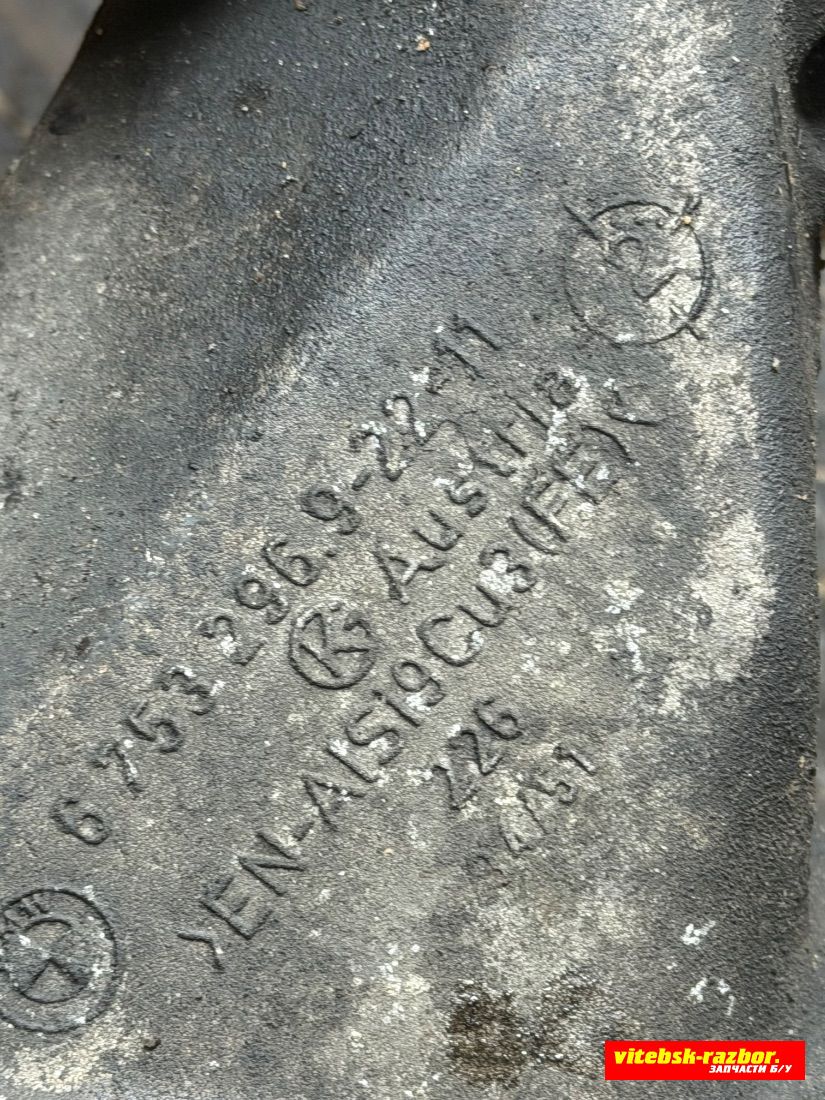 6 753 296.9-22-11
K Austria
>EN-AlSi9Cu3(FE)<
226
vitebsk-razbor.
ЗАПЧАСТИ Б/У